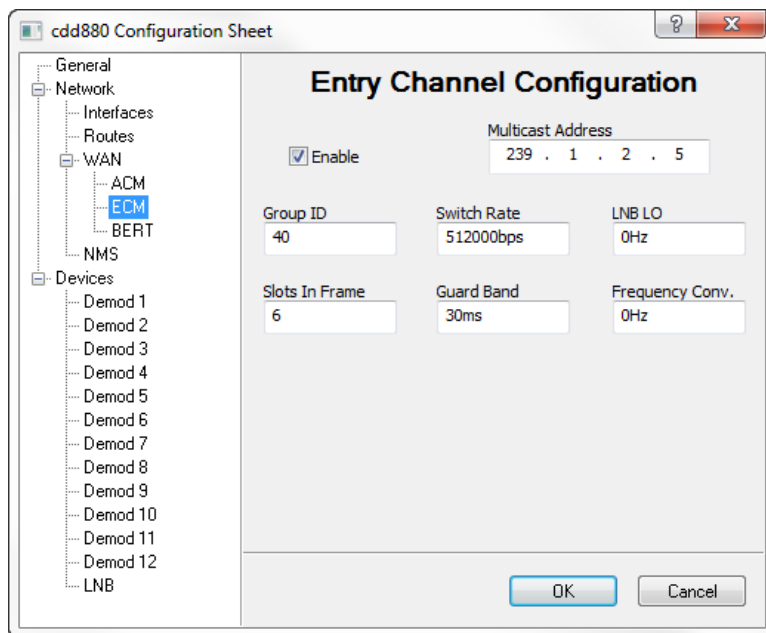 cdd880 Configuration Sheet
General
Network
Interfaces
Routes
WAN
ACM
ECM
BERT
NMS
Devices
Demod 1
Demod 2
Demod 3
Demod 4
Demod 5
Demod 6
Demod 7
Demod 8
Demod 9
Demod 10
Demod 11
Demod 12
LNB
Entry Channel Configuration
Enable
Multicast Address
239 . 1 . 2 . 5
Group ID
40
Switch Rate
512000bps
LNB LO
0Hz
Slots In Frame
6
Guard Band
30ms
Frequency Conv.
0Hz
OK
Cancel